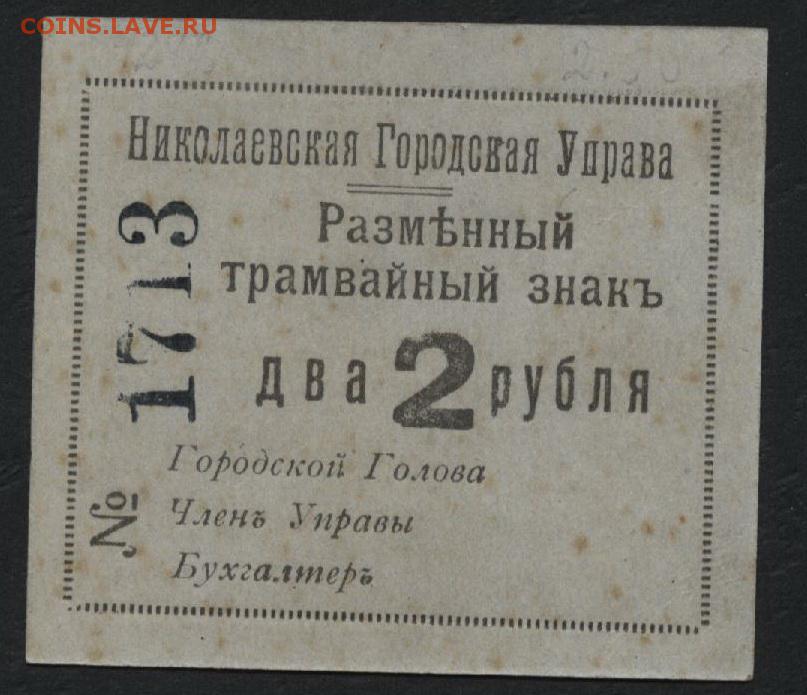 COINS.LAVE.RU
Николаевская Городская Управа
Размѣнный
трамвайный знакъ
два 2 рубля
Городской Голова
Членъ Управы
Бухгалтеръ
№ 1713